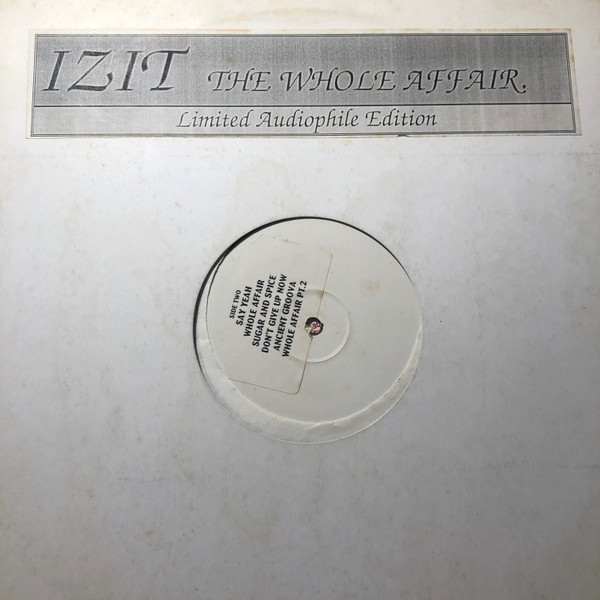 IZIT THE WHOLE AFFAIR.
Limited Audiophile Edition
SIDE TWO
SAY YEAH
WHOLE AFFAIR
SUGAR AND SPICE
DON'T GIVE UP NOW
ANCIENT GROOVA
WHOLE AFFAIR PT.2